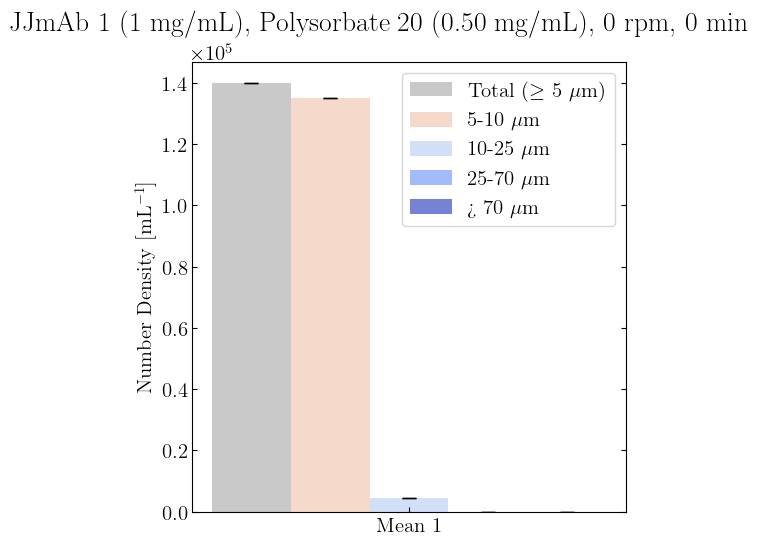 JJmAb 1 (1 mg/mL), Polysorbate 20 (0.50 mg/mL), 0 rpm, 0 min
×10⁵
1.4
1.2
1.0
0.8
0.6
0.4
0.2
0.0
Number Density [mL⁻¹]
Total (≥ 5 μm)
5-10 μm
10-25 μm
25-70 μm
> 70 μm
Mean 1